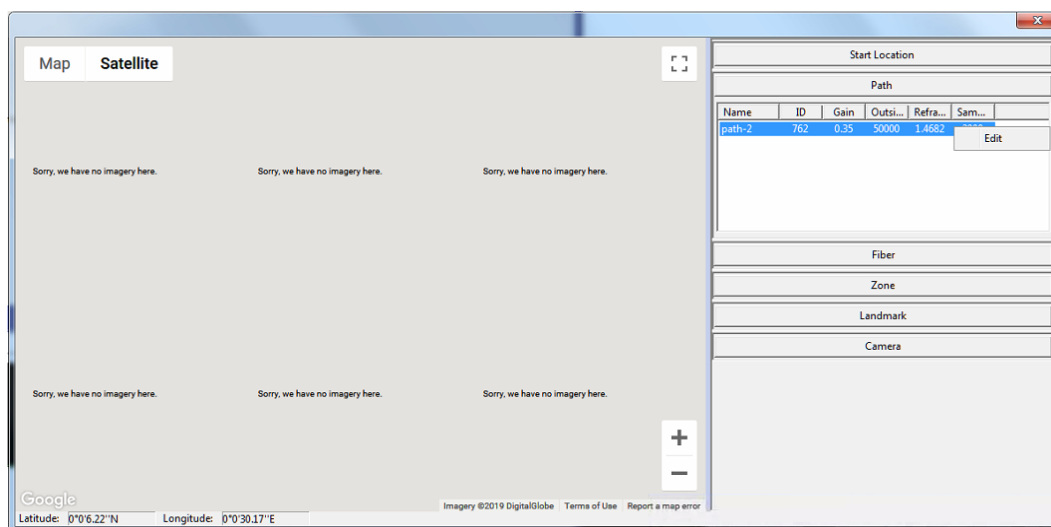 Map Satellite
Sorry, we have no imagery here. Sorry, we have no imagery here. Sorry, we have no imagery here.
Sorry, we have no imagery here. Sorry, we have no imagery here. Sorry, we have no imagery here.
Google
Imagery ©2019 DigitalGlobe Terms of Use Report a map error
Latitude: 0°0'6.22''N Longitude: 0°0'30.17''E
Start Location
Path
Name ID Gain Outsi... Refra... Sam...
path-2 762 0.35 50000 1.4682
Edit
Fiber
Zone
Landmark
Camera